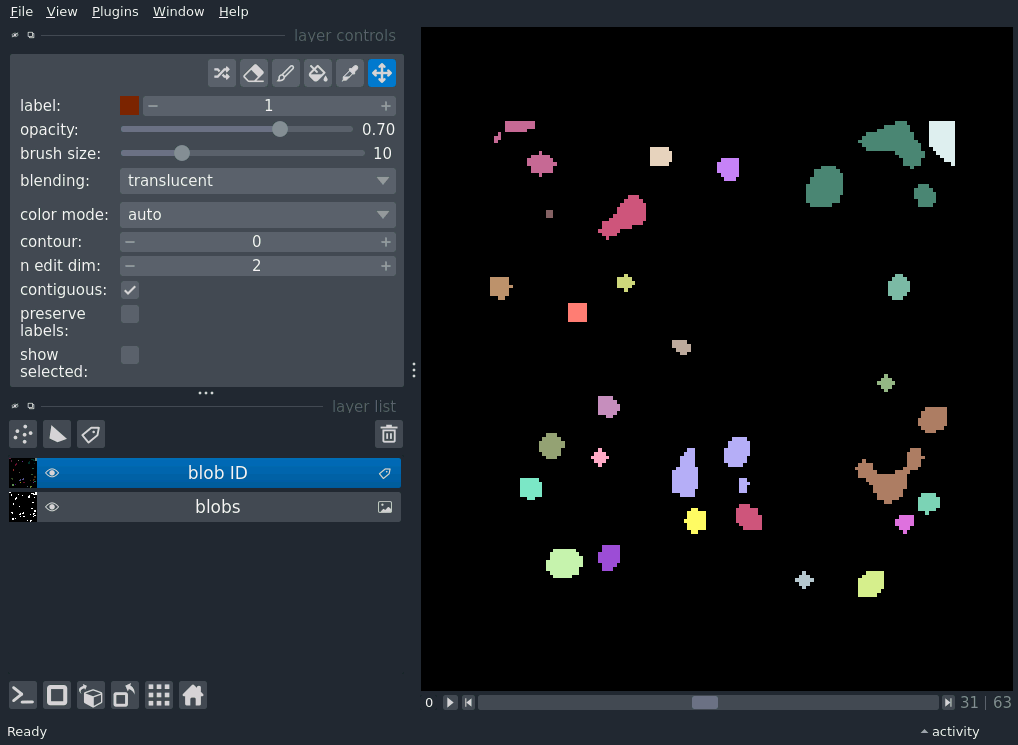 File View Plugins Window Help
layer controls
label: 1
opacity: 0.70
brush size: 10
blending: translucent
color mode: auto
contour: 0
n edit dim: 2
contiguous:
preserve
labels:
show
selected:
layer list
blob ID
blobs
0 31 | 63
Ready activity